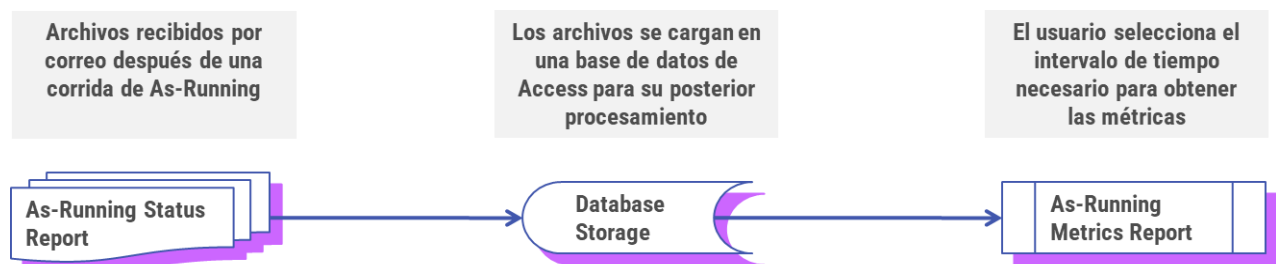 Archivos recibidos por
correo después de una
corrida de As-Running
Los archivos se cargan en
una base de datos de
Access para su posterior
procesamiento
El usuario selecciona el
intervalo de tiempo
necesario para obtener
las métricas
As-Running Status
Report
Database
Storage
As-Running
Metrics Report